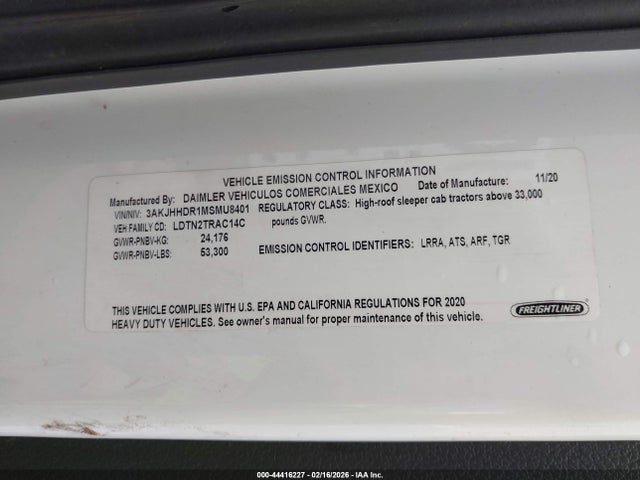 VEHICLE EMISSION CONTROL INFORMATION
Manufactured By: DAIMLER VEHICULOS COMERCIALES MEXICO Date of Manufacture: 11/20
VIN/NIV: 3AKJHHDR1MSMU8401 REGULATORY CLASS: High-roof sleeper cab tractors above 33,000
VEH FAMILY CD: LDTN2TRAC14C pounds GVWR.
GVWR-PNBV-KG: 24,176
GVWR-PNBV-LBS: 53,300 EMISSION CONTROL IDENTIFIERS: LRRA, ATS, ARF, TGR
THIS VEHICLE COMPLIES WITH U.S. EPA AND CALIFORNIA REGULATIONS FOR 2020
HEAVY DUTY VEHICLES. See owner's manual for proper maintenance of this vehicle.
FREIGHTLINER
000-44416227 - 02/16/2026 - IAA Inc.